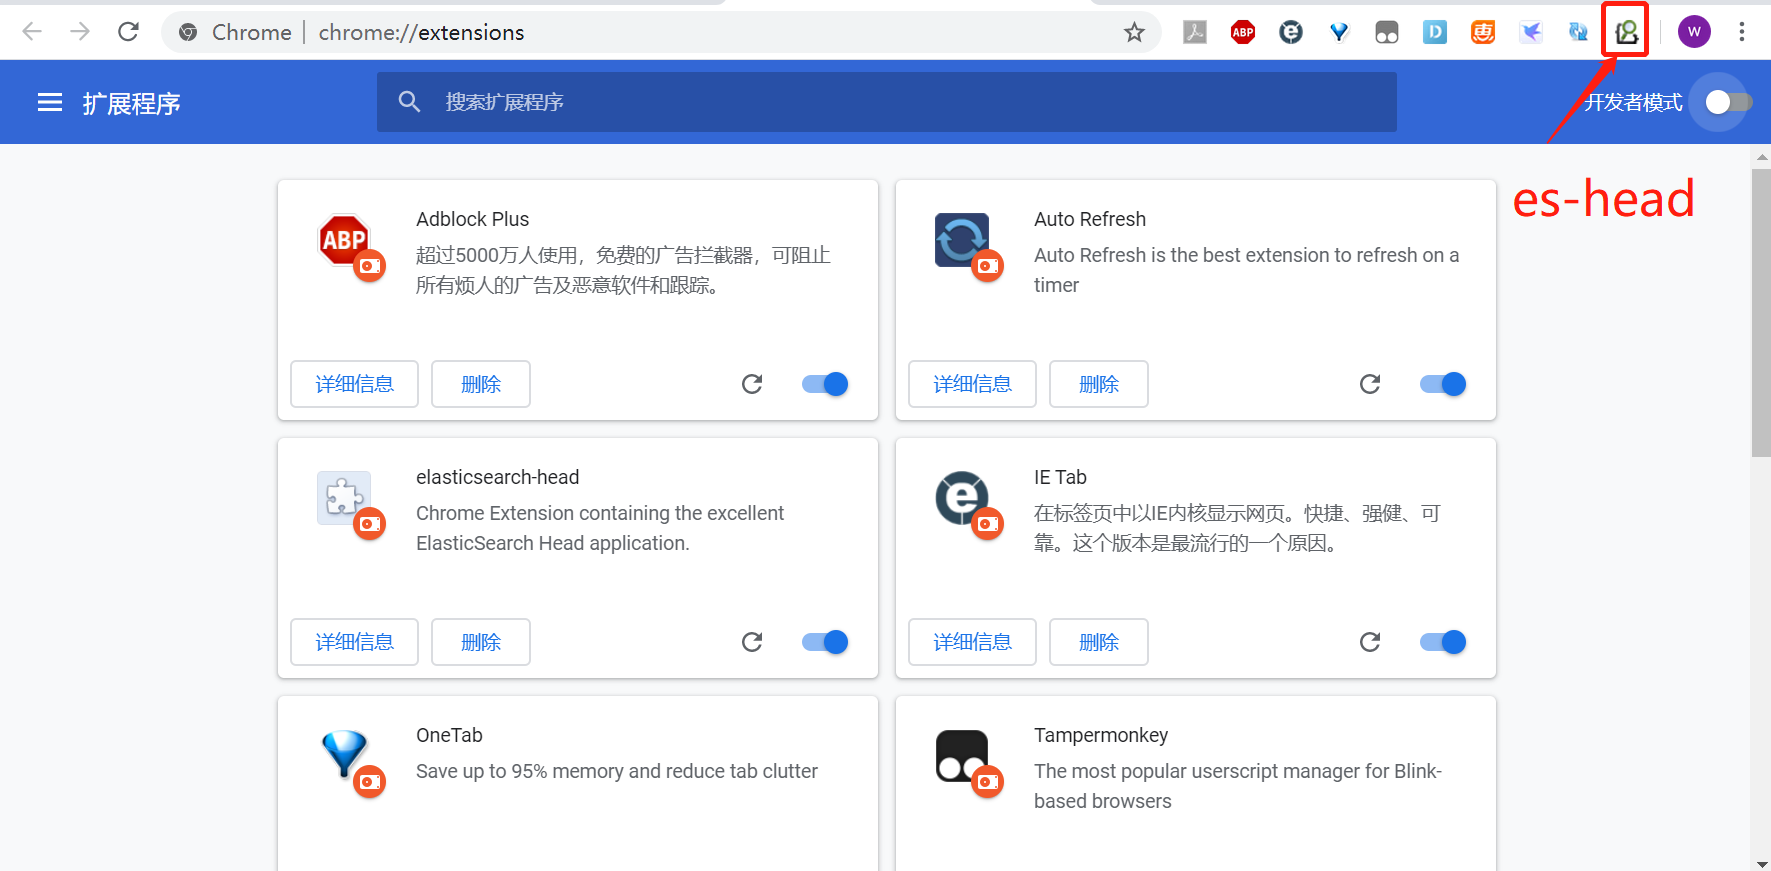 Chrome | chrome://extensions
ABP
D
惠
W
扩展程序
搜索扩展程序
开发者模式
es-head
ABP
Adblock Plus
超过5000万人使用，免费的广告拦截器，可阻止
所有烦人的广告及恶意软件和跟踪。
详细信息
删除
Auto Refresh
Auto Refresh is the best extension to refresh on a
timer
详细信息
删除
elasticsearch-head
Chrome Extension containing the excellent
ElasticSearch Head application.
详细信息
删除
IE Tab
在标签页中以IE内核显示网页。快捷、强健、可
靠。这个版本是最流行的一个原因。
详细信息
删除
OneTab
Save up to 95% memory and reduce tab clutter
Tampermonkey
The most popular userscript manager for Blink-
based browsers